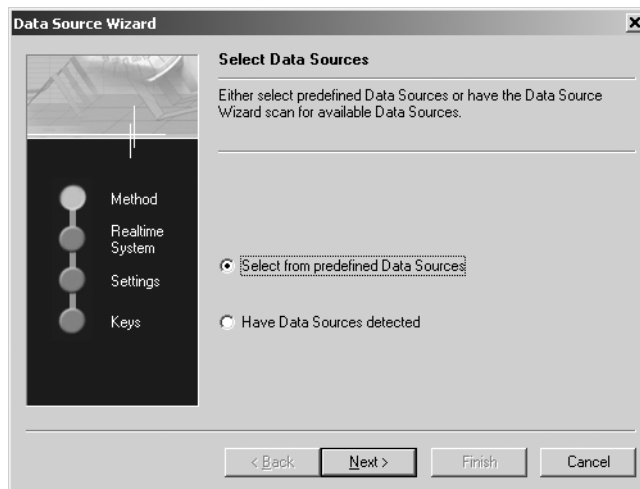 Data Source Wizard
Select Data Sources
Either select predefined Data Sources or have the Data Source
Wizard scan for available Data Sources.
Method
Realtime
System
Settings
Keys
Select from predefined Data Sources
Have Data Sources detected
< Back
Next >
Finish
Cancel